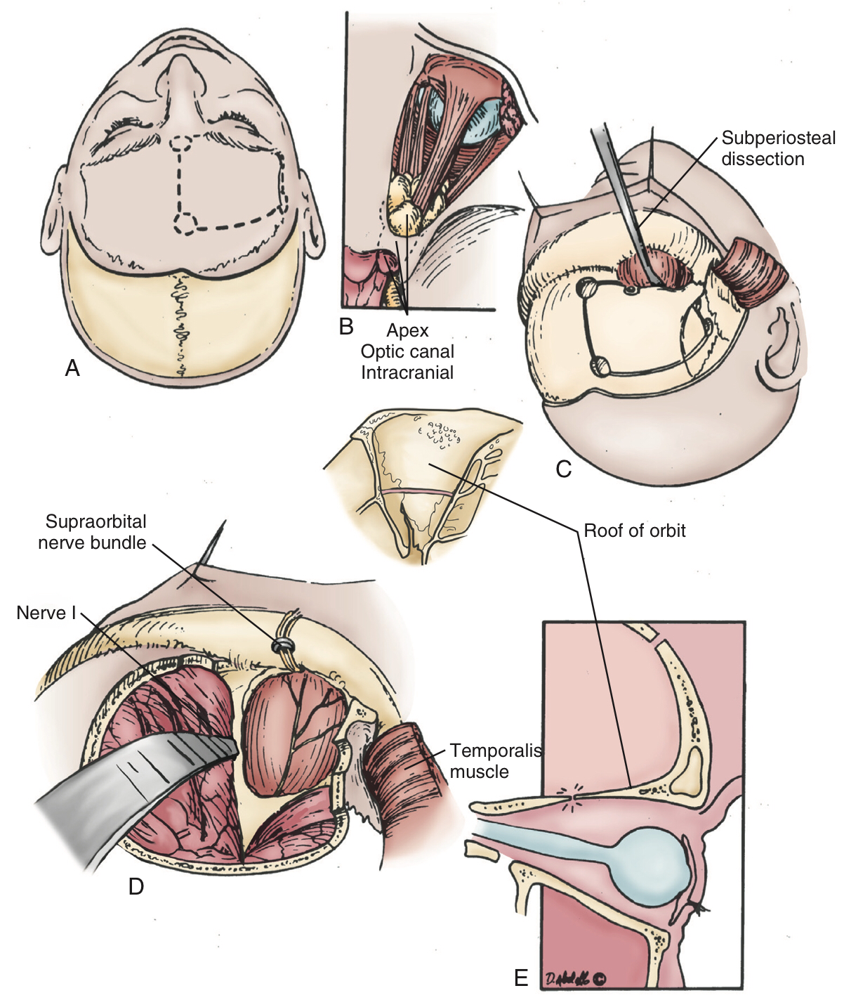 A
B
Apex
Optic canal
Intracranial
Subperiosteal
dissection
C
Roof of orbit
Supraorbital
nerve bundle
Nerve I
Temporalis
muscle
D
E
©